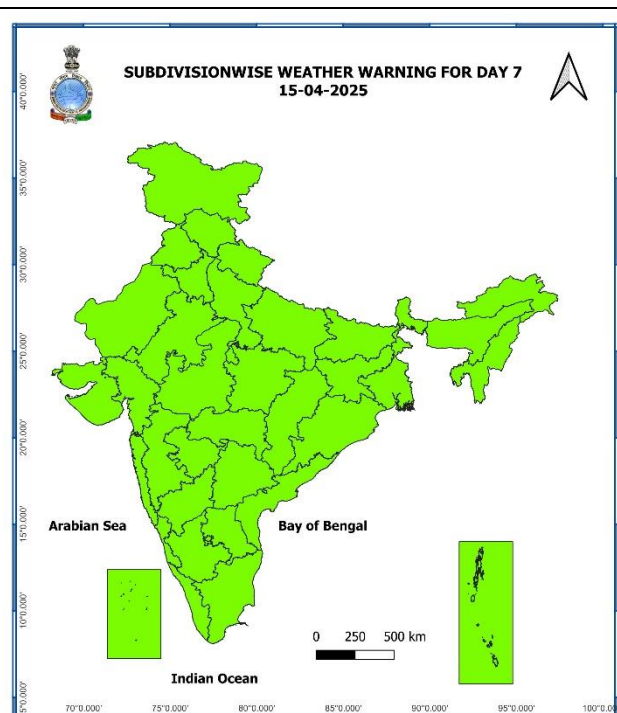 SUBDIVISIONWISE WEATHER WARNING FOR DAY 7
15-04-2025
40°0.000'
35°0.000'
30°0.000'
25°0.000'
20°0.000'
15°0.000'
10°0.000'
5°0.000'
Arabian Sea
Bay of Bengal
0 250 500 km
Indian Ocean
70°0.000' 75°0.000' 80°0.000' 85°0.000' 90°0.000' 95°0.000' 100°0.00